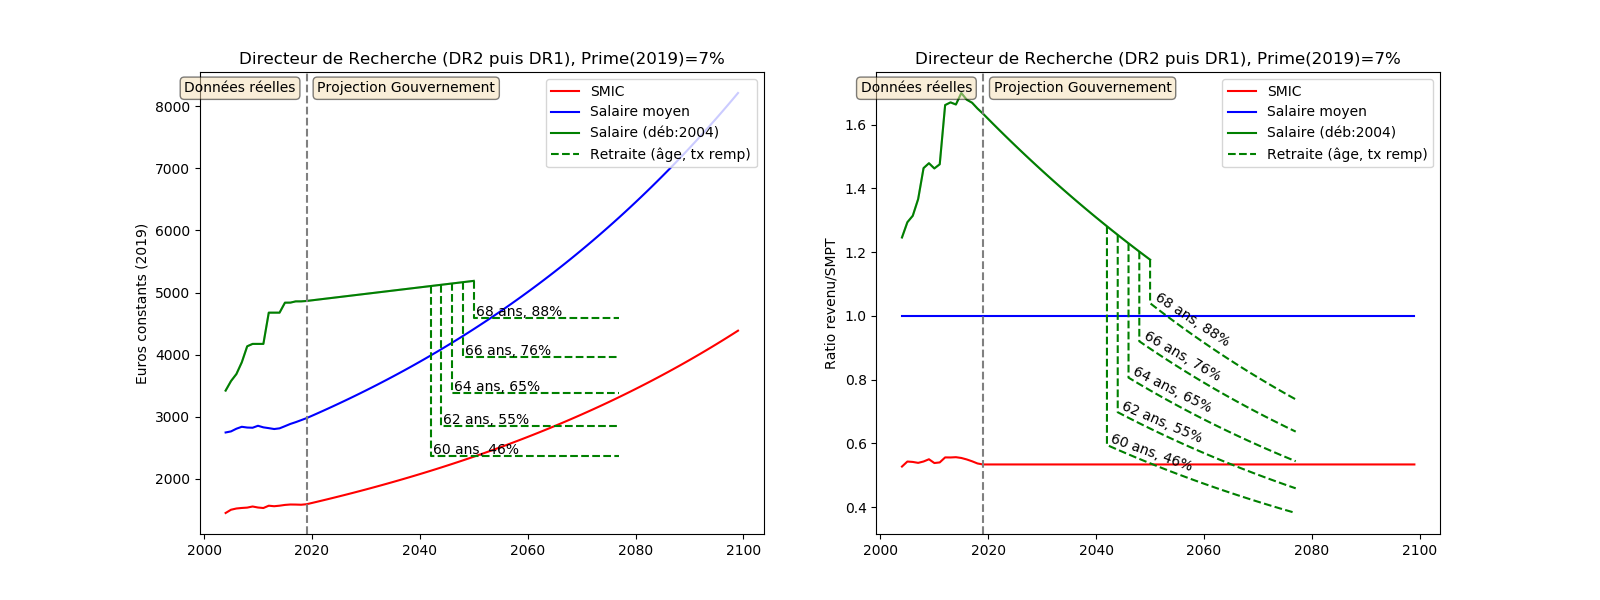 Directeur de Recherche (DR2 puis DR1), Prime(2019)=7%
Données réelles
Projection Gouvernement
SMIC
Salaire moyen
Salaire (déb:2004)
Retraite (âge, tx remp)
Euros constants (2019)
8000
7000
6000
5000
4000
3000
2000
68 ans, 88%
66 ans, 76%
64 ans, 65%
62 ans, 55%
60 ans, 46%
2000 2020 2040 2060 2080 2100
Directeur de Recherche (DR2 puis DR1), Prime(2019)=7%
Données réelles
Projection Gouvernement
SMIC
Salaire moyen
Salaire (déb:2004)
Retraite (âge, tx remp)
Ratio revenu/SMPT
1.6
1.4
1.2
1.0
0.8
0.6
0.4
68 ans, 88%
66 ans, 76%
64 ans, 65%
62 ans, 55%
60 ans, 46%
2000 2020 2040 2060 2080 2100